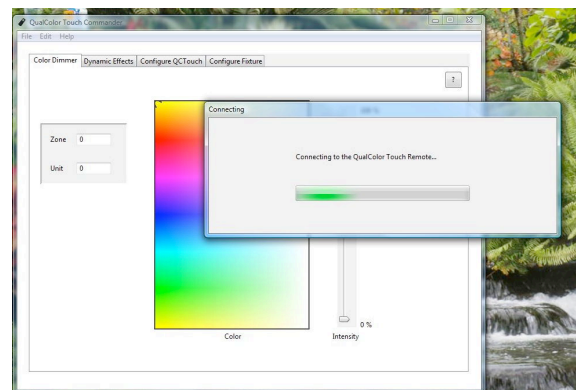 QualColor Touch Commander
File Edit Help
Color Dimmer Dynamic Effects Configure QCTouch Configure Fixture
?
Connecting
Zone 0
Connecting to the QualColor Touch Remote...
Unit 0
0 %
Color Intensity